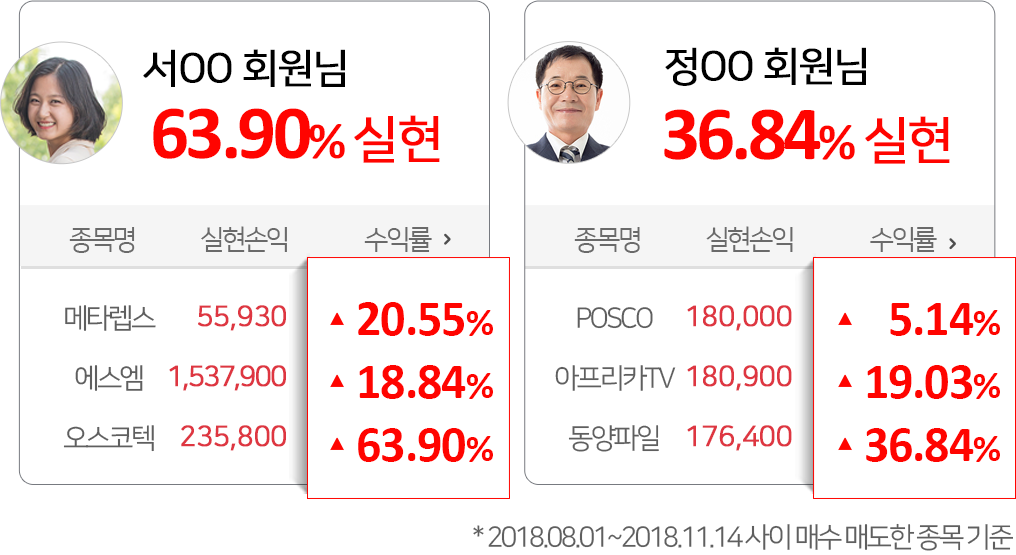 서OO 회원님
63.90% 실현
종목명 실현손익 수익률 >
메타렙스 55,930 ▲ 20.55%
에스엠 1,537,900 ▲ 18.84%
오스코텍 235,800 ▲ 63.90%
정OO 회원님
36.84% 실현
종목명 실현손익 수익률 >
POSCO 180,000 ▲ 5.14%
아프리카TV 180,900 ▲ 19.03%
동양파일 176,400 ▲ 36.84%
* 2018.08.01~2018.11.14 사이 매수 매도한 종목 기준